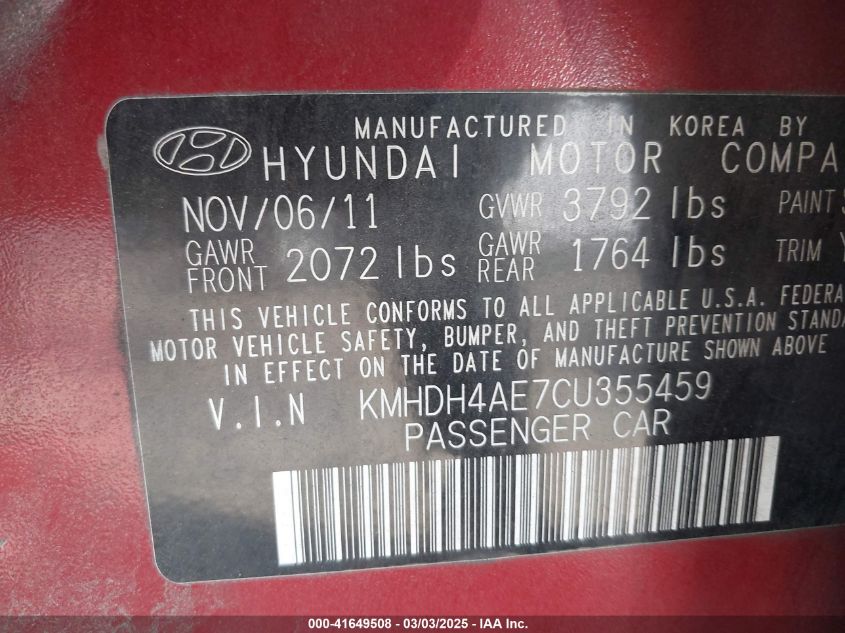 MANUFACTURED IN KOREA BY
HYUNDAI MOTOR COMPA
NOV/06/11 GVWR 3792 lbs PAINT
GAWR FRONT 2072 lbs GAWR REAR 1764 lbs TRIM Y
THIS VEHICLE CONFORMS TO ALL APPLICABLE U.S.A. FEDERA
MOTOR VEHICLE SAFETY, BUMPER, AND THEFT PREVENTION STANDA
IN EFFECT ON THE DATE OF MANUFACTURE SHOWN ABOVE
V.I.N KMHDH4AE7CU355459
PASSENGER CAR
000-41649508 - 03/03/2025 - IAA Inc.